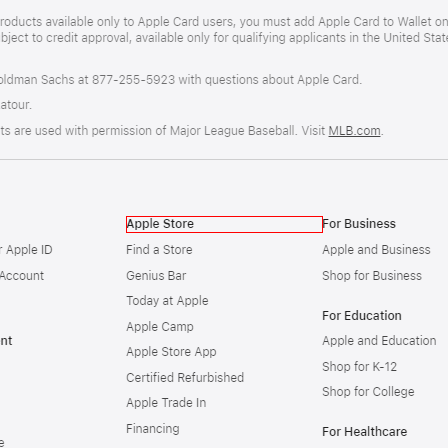 roducts available only to Apple Card users, you must add Apple Card to Wallet on
bject to credit approval, available only for qualifying applicants in the United
oldman Sachs at 877-255-5923 with questions about Apple Card.
atour.
ts are used with permission of Major League Baseball. Visit MLB.com.
Apple Store
For Business
r Apple ID
Find a Store
Apple and Business
Account
Genius Bar
Shop for Business
Today at Apple
For Education
Apple Camp
nt
Apple and Education
Apple Store App
Shop for K-12
Certified Refurbished
Shop for College
Apple Trade In
Financing
For Healthcare